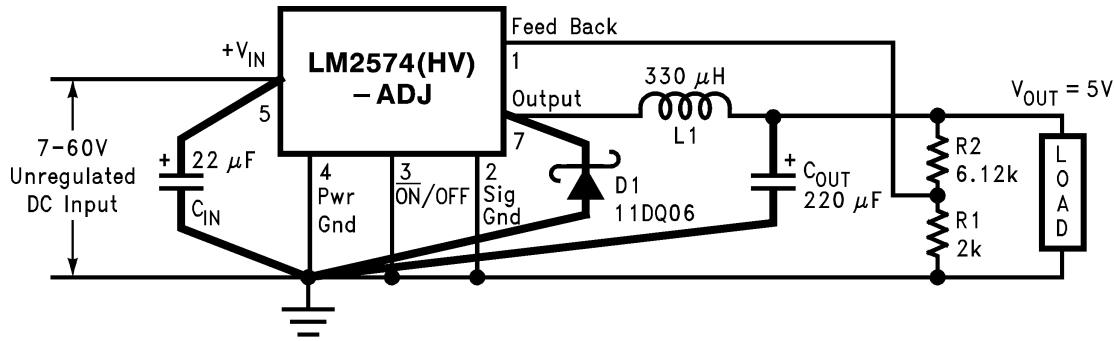 Feed Back
+VIN
LM2574(HV)
– ADJ
1
330 μH
VOUT = 5V
Output
5
7
L1
7–60V
Unregulated
DC Input
+
22 μF
CIN
4
Pwr
Gnd
3
ON/OFF
2
Sig
Gnd
D1
11DQ06
+
COUT
220 μF
R2
6.12k
R1
2k
LOAD